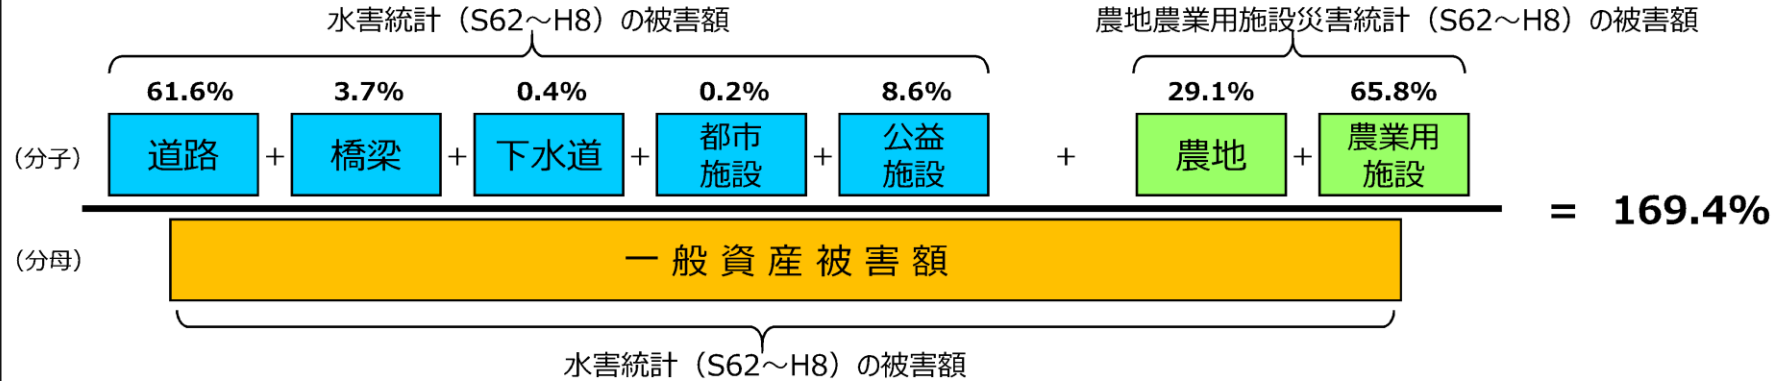 水害統計（S62～H8）の被害額
農地農業用施設災害統計（S62～H8）の被害額
61.6% 3.7% 0.4% 0.2% 8.6% 29.1% 65.8%
（分子）
道路
+
橋梁
+
下水道
+
都市
施設
+
公益
施設
+
農地
+
農業用
施設
= 169.4%
（分母）
一般資産被害額
水害統計（S62～H8）の被害額